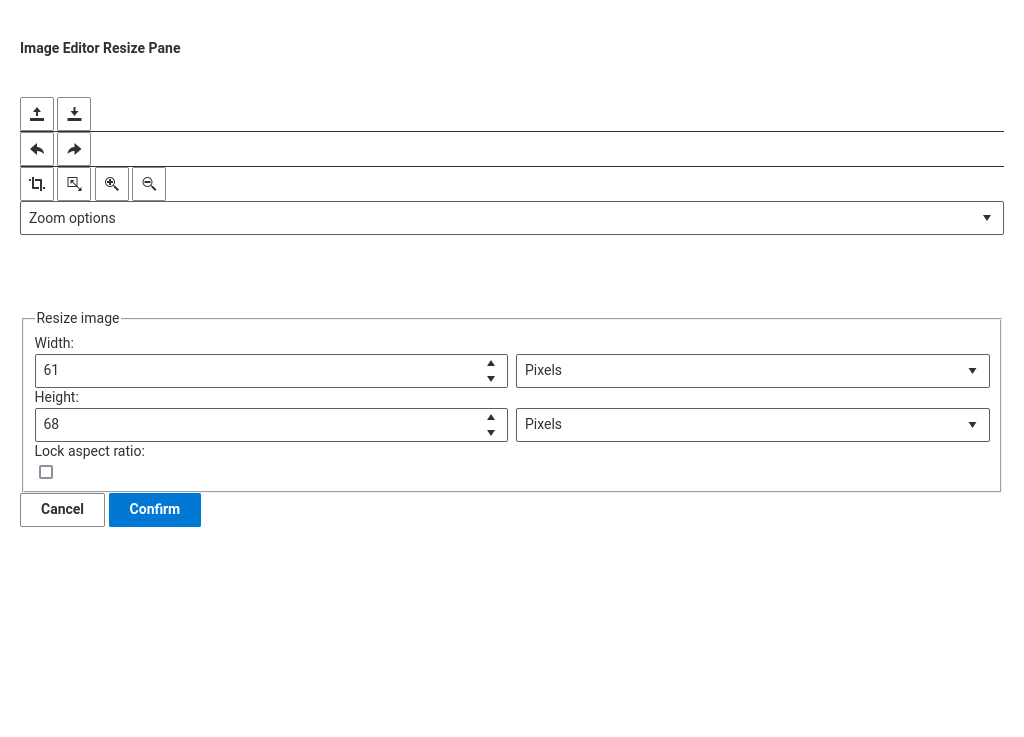 Image Editor Resize Pane
Zoom options
Resize image
Width:
61 Pixels
Height:
68 Pixels
Lock aspect ratio:
Cancel Confirm